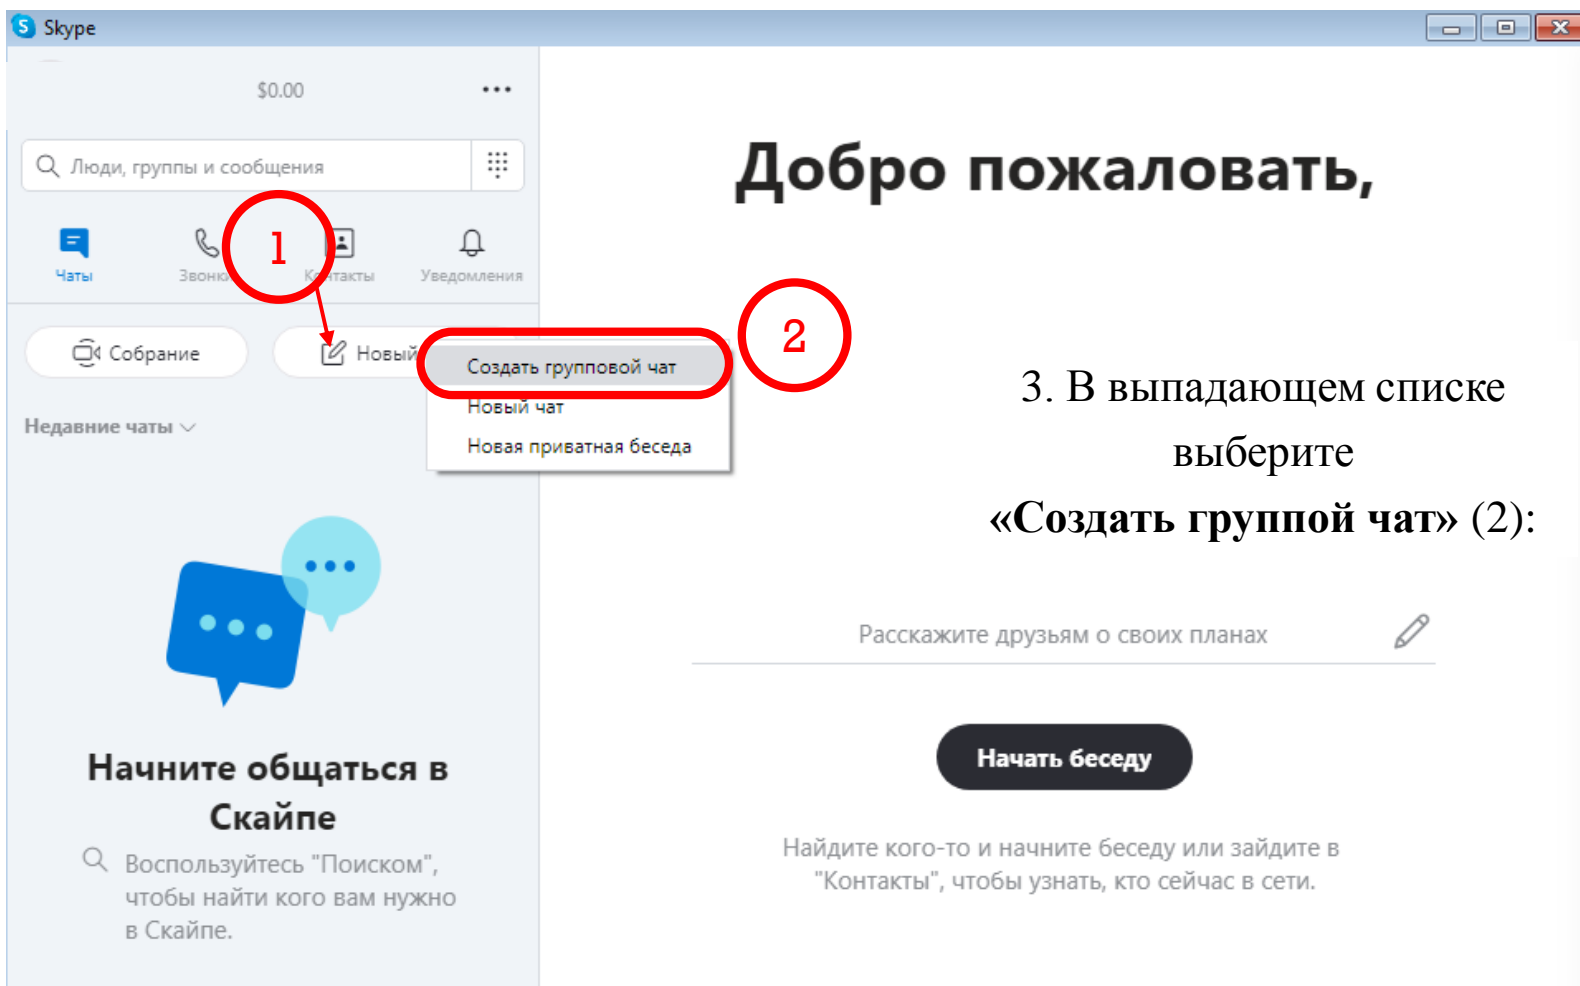 Skype
$0.00
Люди, группы и сообщения
Чаты
Уведомления
1
Собрание
Новый
Недавние чаты
Создать групповой чат
Новый чат
Новая приватная беседа
2
Начните общаться в
Скайпе
Воспользуйтесь "Поиском",
чтобы найти кого вам нужно
в Скайпе.
Добро пожаловать,
3. В выпадающем списке
выберите
«Создать группой чат» (2):
Расскажите друзьям о своих планах
Начать беседу
Найдите кого-то и начните беседу или зайдите в
"Контакты", чтобы узнать, кто сейчас в сети.